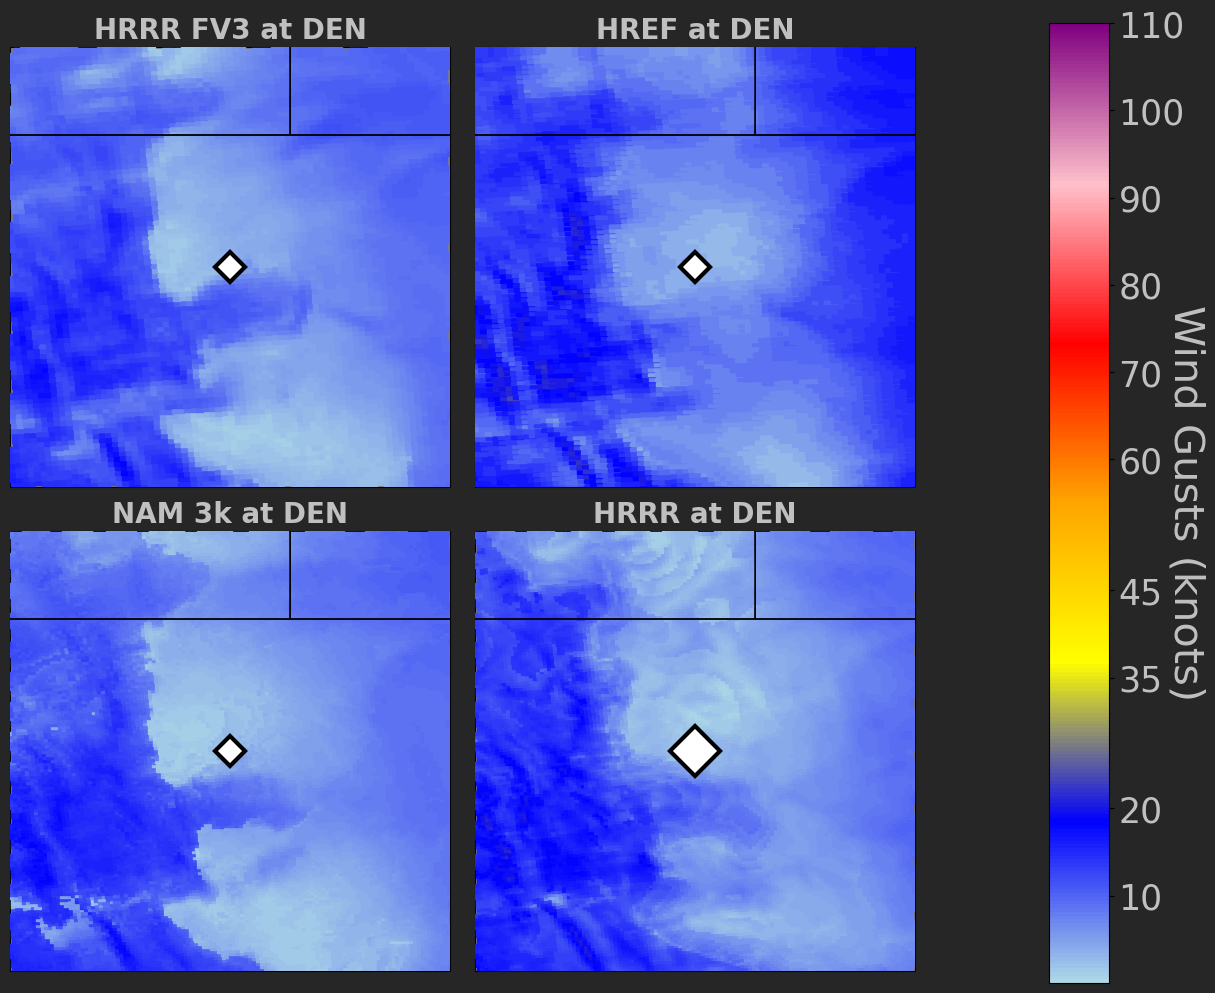 HRRR FV3 at DEN
HREF at DEN
NAM 3k at DEN
HRRR at DEN
110
100
90
80
70
60
45
35
20
10
Wind Gusts (knots)